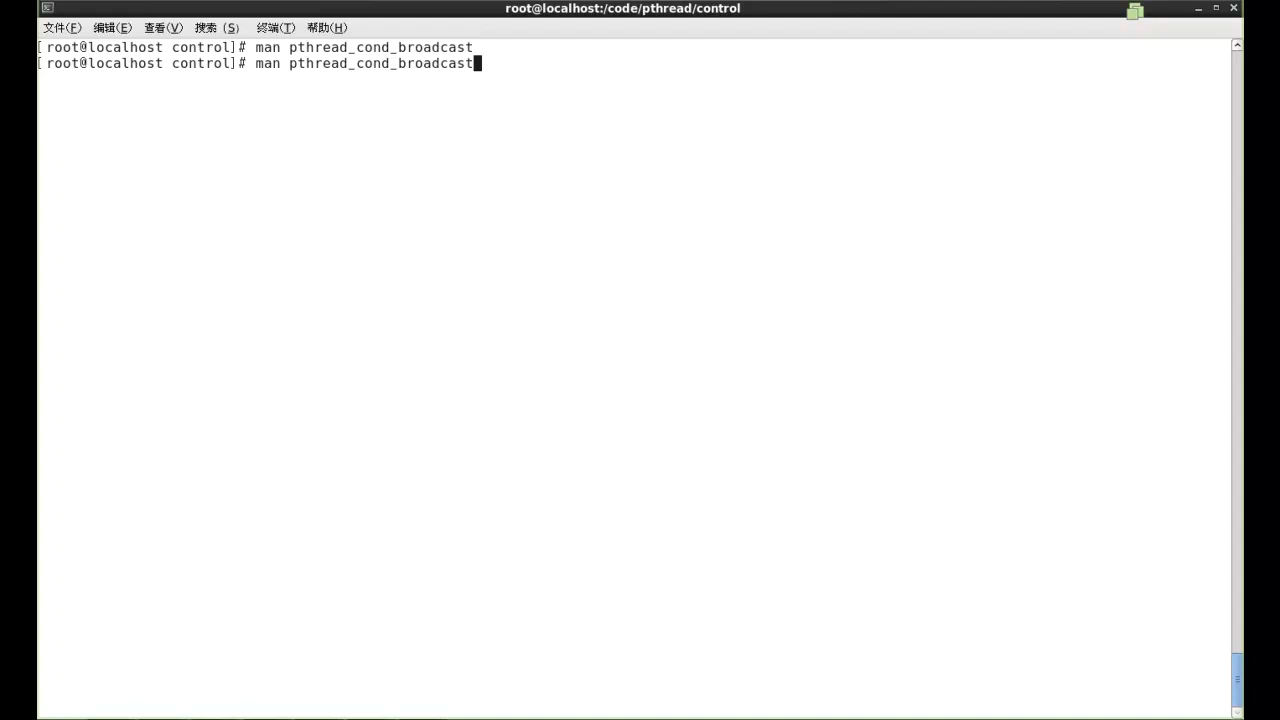 root@localhost:/code/pthread/control
文件(F) 编辑(E) 查看(V) 搜索 (S) 终端(T) 帮助(H)
[root@localhost control]# man pthread_cond_broadcast
[root@localhost control]# man pthread_cond_broadcast